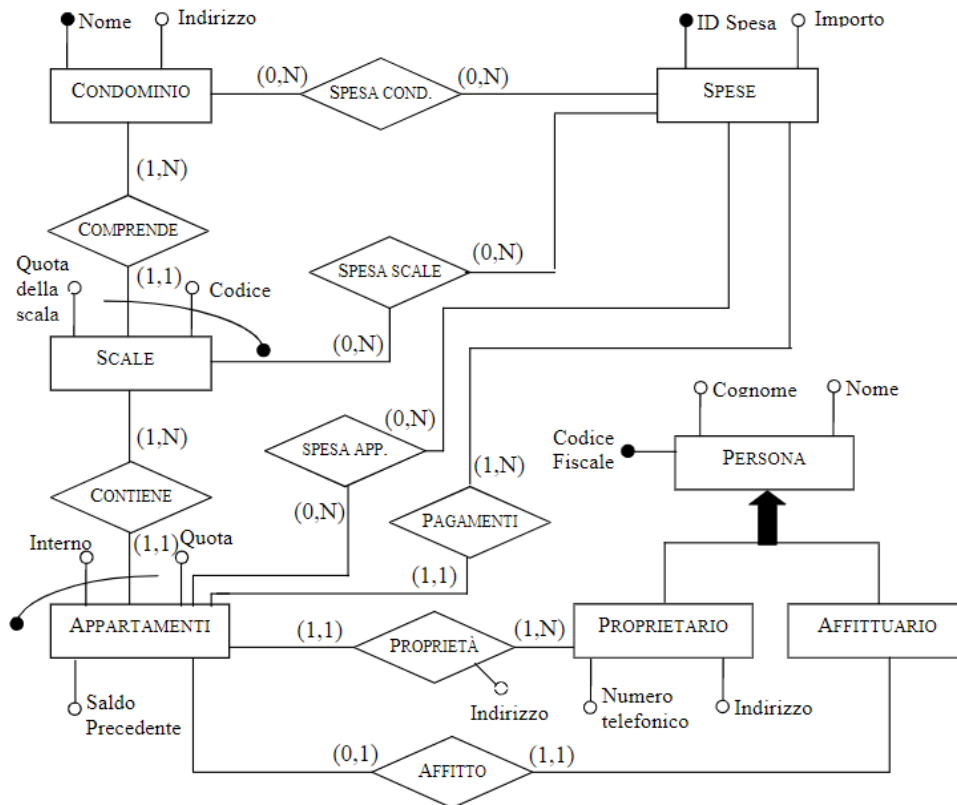 Nome
Indirizzo
ID Spesa
Importo
CONDOMINIO
(0,N)
SPESA COND.
(0,N)
SPESE
(1,N)
COMPRENDE
(0,N)
SPESA SCALE
Quota
della
scala
(1,1)
Codice
(0,N)
SCALE
Cognome
Nome
(1,N)
(0,N)
SPESA APP.
Codice
Fiscale
PERSONA
(1,N)
CONTIENE
(0,N)
PAGAMENTI
Interno
(1,1)
Quota
(1,1)
APPARTAMENTI
(1,1)
PROPRIETÀ
(1,N)
PROPRIETARIO
AFFITTUARIO
Saldo
Precedente
Indirizzo
Numero
telefonico
Indirizzo
(0,1)
AFFITTO
(1,1)